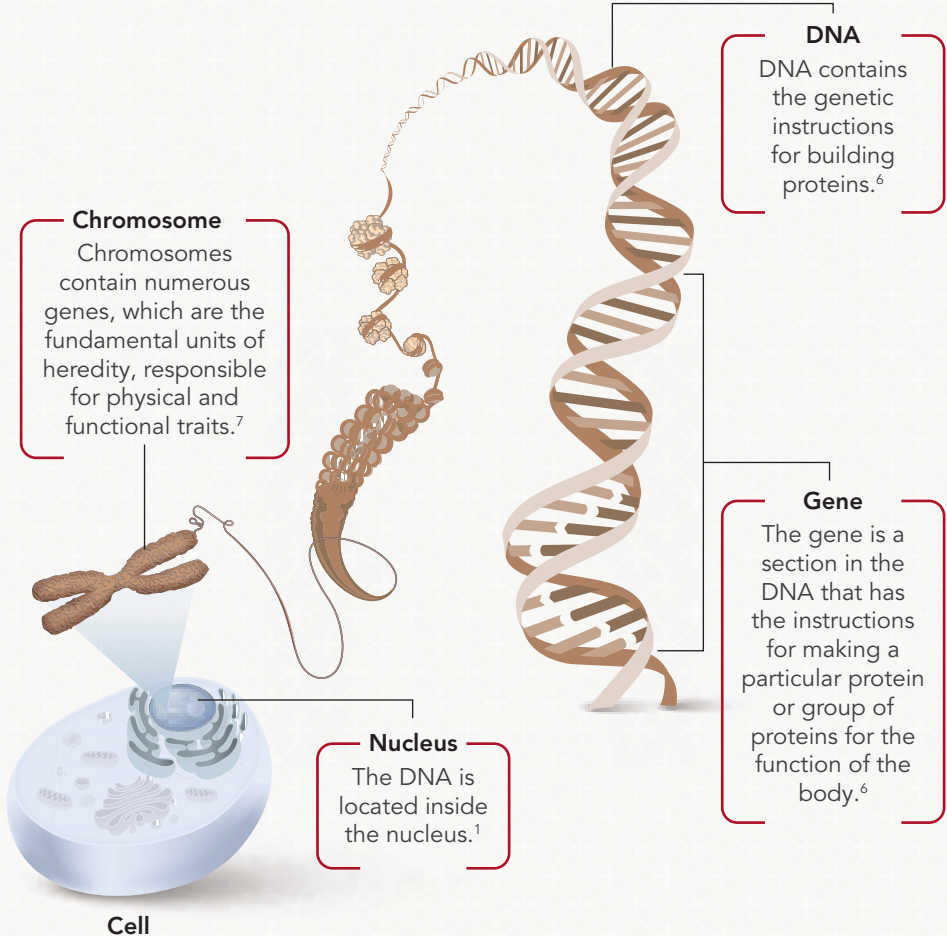 DNA
DNA contains
the genetic
instructions
for building
proteins.⁶
Chromosome
Chromosomes
contain numerous
genes, which are the
fundamental units of
heredity, responsible
for physical and
functional traits.⁷
Gene
The gene is a
section in the
DNA that has
the instructions
for making a
particular protein
or group of
proteins for the
function of the
body.⁶
Nucleus
The DNA is
located inside
the nucleus.¹
Cell